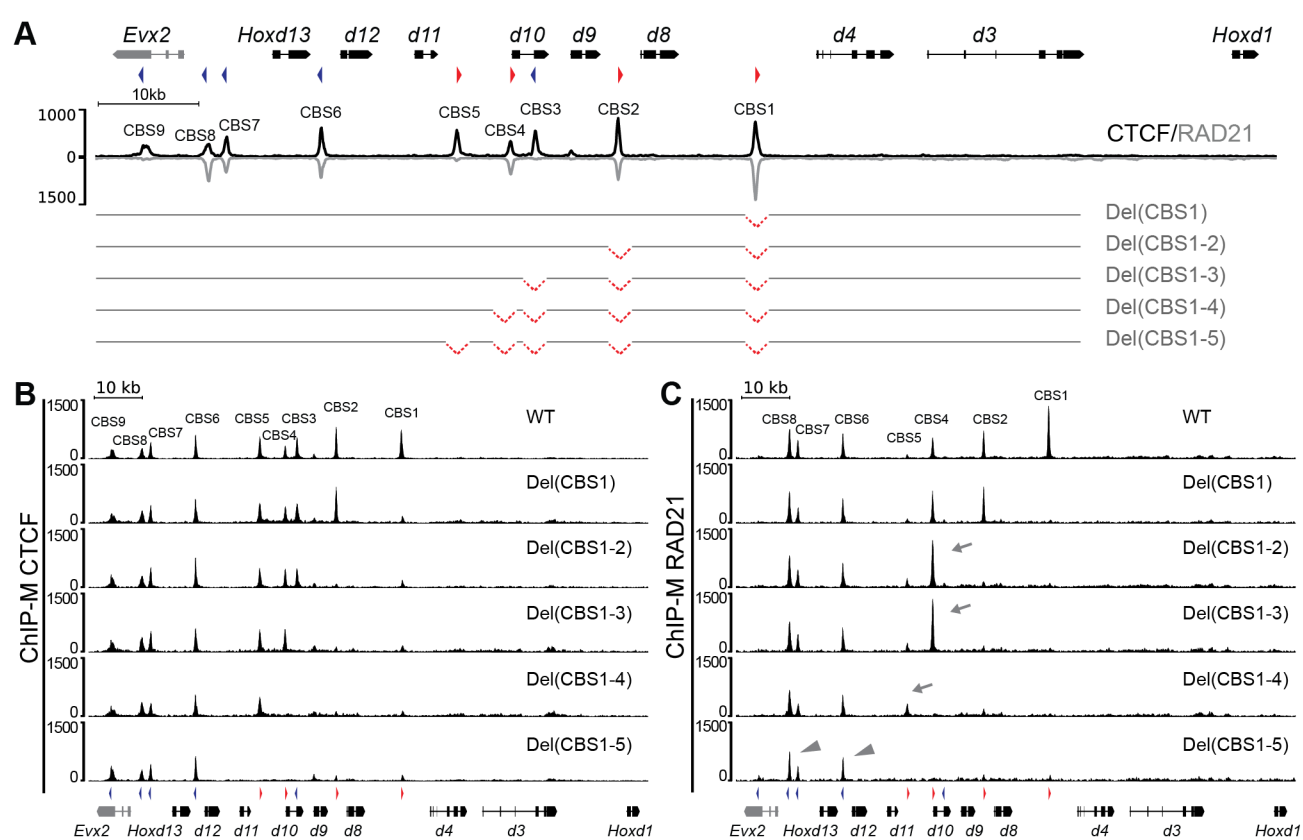 A
Evx2 Hoxd13 d12 d11 d10 d9 d8 d4 d3 Hoxd1
10kb
1000
0
1500
CBS9 CBS8 CBS7 CBS6 CBS5 CBS4 CBS3 CBS2 CBS1
CTCF/RAD21
Del(CBS1)
Del(CBS1-2)
Del(CBS1-3)
Del(CBS1-4)
Del(CBS1-5)
B
10 kb
ChIP-M CTCF
CBS9 CBS8 CBS7 CBS6 CBS5 CBS4 CBS3 CBS2 CBS1
1500 WT
0
1500 Del(CBS1)
0
1500 Del(CBS1-2)
0
1500 Del(CBS1-3)
0
1500 Del(CBS1-4)
0
1500 Del(CBS1-5)
0
Evx2 Hoxd13 d12 d11 d10 d9 d8 d4 d3 Hoxd1
C
10 kb
ChIP-M RAD21
CBS8 CBS7 CBS6 CBS5 CBS4 CBS2 CBS1
1500 WT
0
1500 Del(CBS1)
0
1500 Del(CBS1-2)
0
1500 Del(CBS1-3)
0
1500 Del(CBS1-4)
0
1500 Del(CBS1-5)
0
Evx2 Hoxd13 d12 d11 d10 d9 d8 d4 d3 Hoxd1